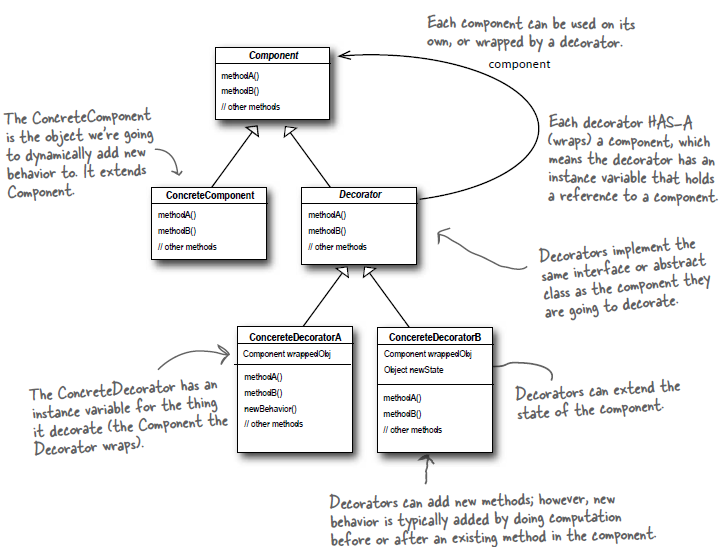 Each component can be used on its
own, or wrapped by a decorator.
component
Component
methodA()
methodB()
// other methods
The ConcreteComponent
is the object we're going
to dynamically add new
behavior to. It extends
Component.
Each decorator HAS-A
(wraps) a component, which
means the decorator has an
instance variable that holds
a reference to a component.
ConcreteComponent
methodA()
methodB()
// other methods
Decorator
methodA()
methodB()
// other methods
Decorators implement the
same interface or abstract
class as the component they
are going to decorate.
ConcereteDecoratorA
Component wrappedObj
methodA()
methodB()
newBehavior()
// other methods
ConcereteDecoratorB
Component wrappedObj
Object newState
methodA()
methodB()
// other methods
The ConcreteDecorator has an
instance variable for the thing
it decorate (the Component the
Decorator wraps).
Decorators can extend the
state of the component.
Decorators can add new methods; however, new
behavior is typically added by doing computation
before or after an existing method in the component.